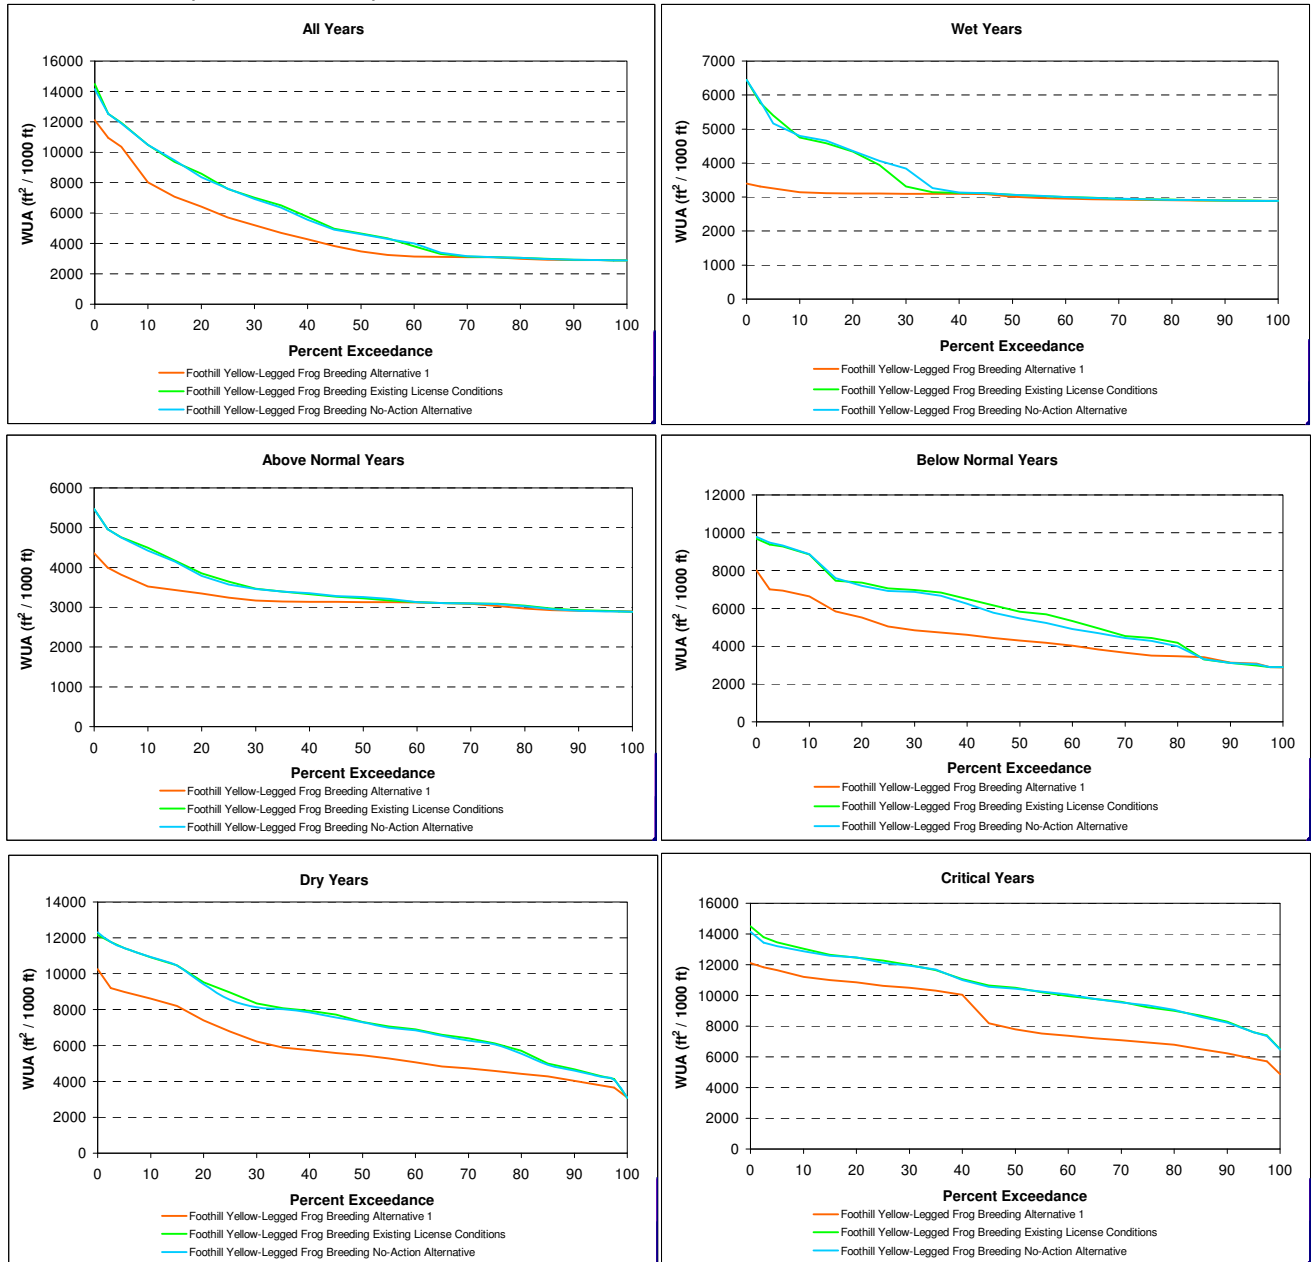 All Years
16000
14000
12000
10000
8000
6000
4000
2000
0
WUA (ft² / 1000 ft)
0 10 20 30 40 50 60 70 80 90 100
Percent Exceedance
Foothill Yellow-Legged Frog Breeding Alternative 1
Foothill Yellow-Legged Frog Breeding Existing License Conditions
Foothill Yellow-Legged Frog Breeding No-Action Alternative
Wet Years
7000
6000
5000
4000
3000
2000
1000
0
WUA (ft² / 1000 ft)
0 10 20 30 40 50 60 70 80 90 100
Percent Exceedance
Foothill Yellow-Legged Frog Breeding Alternative 1
Foothill Yellow-Legged Frog Breeding Existing License Conditions
Foothill Yellow-Legged Frog Breeding No-Action Alternative
Above Normal Years
6000
5000
4000
3000
2000
1000
0
WUA (ft² / 1000 ft)
0 10 20 30 40 50 60 70 80 90 100
Percent Exceedance
Foothill Yellow-Legged Frog Breeding Alternative 1
Foothill Yellow-Legged Frog Breeding Existing License Conditions
Foothill Yellow-Legged Frog Breeding No-Action Alternative
Below Normal Years
12000
10000
8000
6000
4000
2000
0
WUA (ft² / 1000 ft)
0 10 20 30 40 50 60 70 80 90 100
Percent Exceedance
Foothill Yellow-Legged Frog Breeding Alternative 1
Foothill Yellow-Legged Frog Breeding Existing License Conditions
Foothill Yellow-Legged Frog Breeding No-Action Alternative
Dry Years
14000
12000
10000
8000
6000
4000
2000
0
WUA (ft² / 1000 ft)
0 10 20 30 40 50 60 70 80 90 100
Percent Exceedance
Foothill Yellow-Legged Frog Breeding Alternative 1
Foothill Yellow-Legged Frog Breeding Existing License Conditions
Foothill Yellow-Legged Frog Breeding No-Action Alternative
Critical Years
16000
14000
12000
10000
8000
6000
4000
2000
0
WUA (ft² / 1000 ft)
0 10 20 30 40 50 60 70 80 90 100
Percent Exceedance
Foothill Yellow-Legged Frog Breeding Alternative 1
Foothill Yellow-Legged Frog Breeding Existing License Conditions
Foothill Yellow-Legged Frog Breeding No-Action Alternative